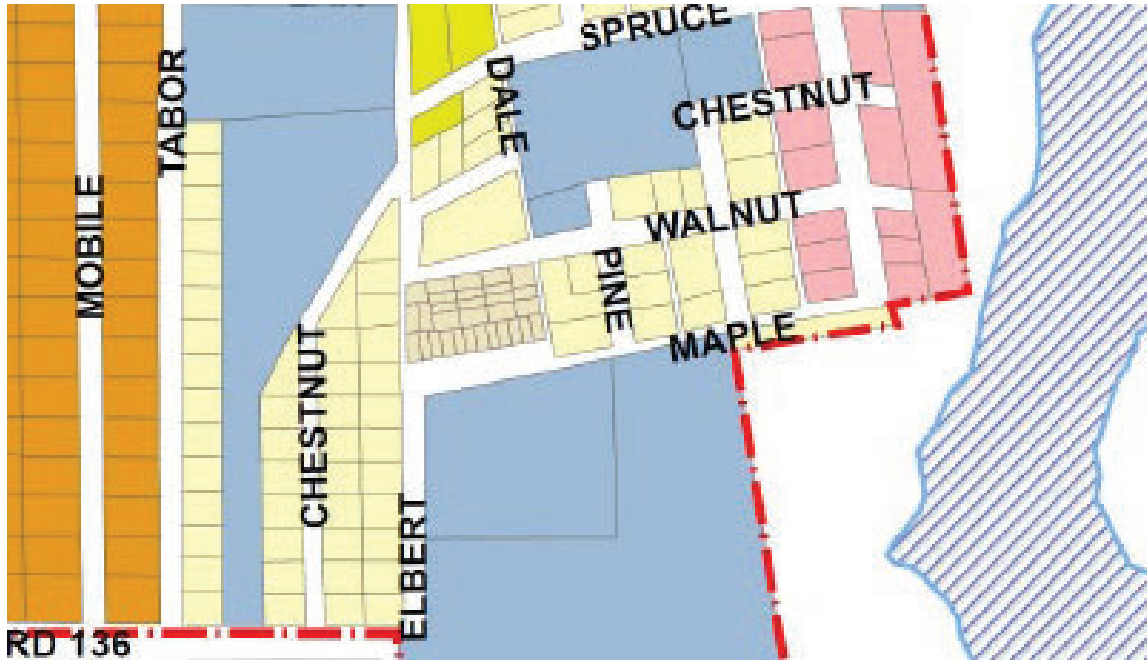 SPRUCE
DALE
TABOR
CHESTNUT
MOBILE
WALNUT
PINE
MAPLE
CHESTNUT
ELBERT
RD 136